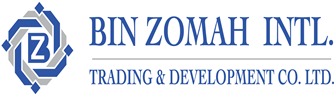 Z
BIN ZOMAH INTL.
TRADING & DEVELOPMENT CO. LTD.